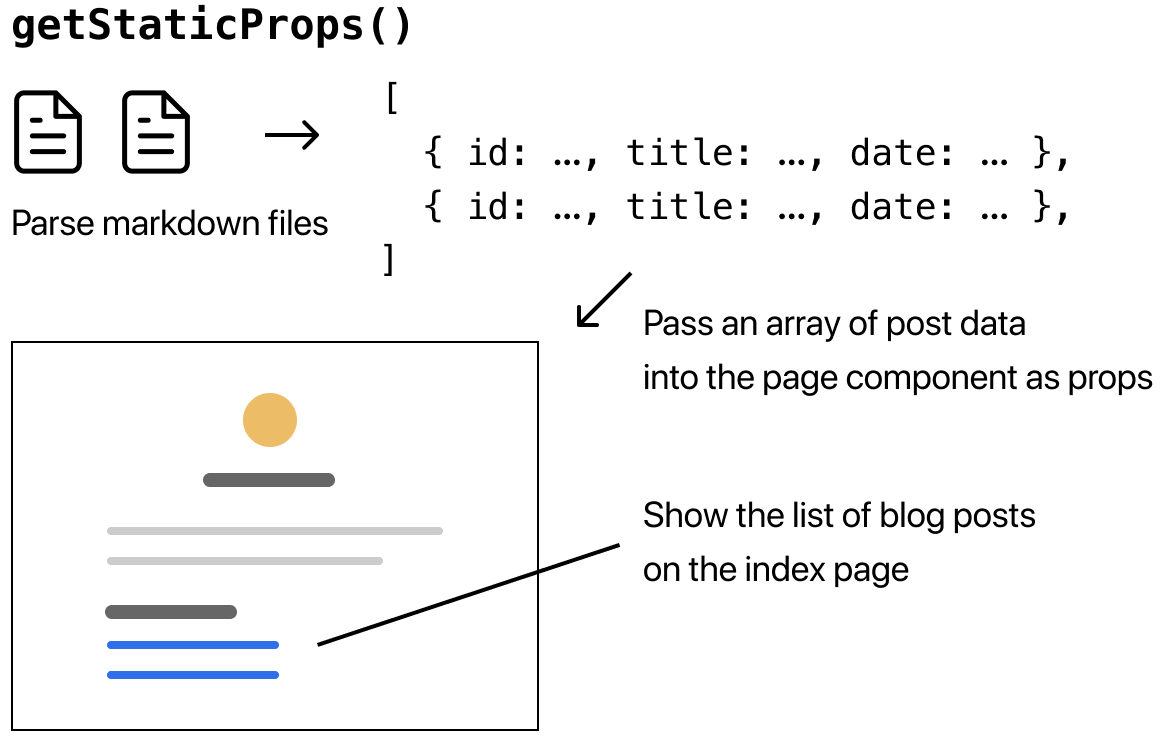 getStaticProps()
[
{ id: …, title: …, date: … },
{ id: …, title: …, date: … },
]
Parse markdown files
Pass an array of post data
into the page component as props
Show the list of blog posts
on the index page